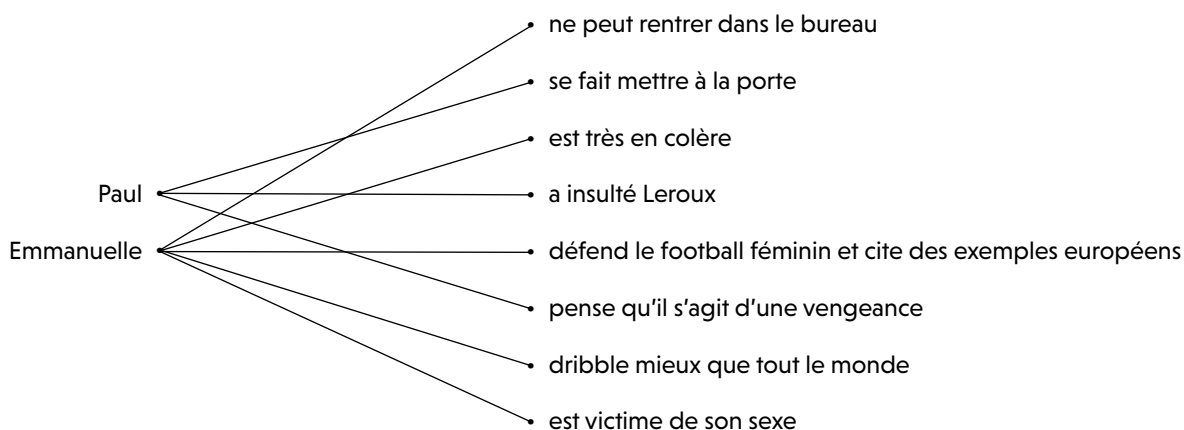 ne peut rentrer dans le bureau
se fait mettre à la porte
est très en colère
Paul
a insulté Leroux
Emmanuelle
défend le football féminin et cite des exemples européens
pense qu'il s'agit d'une vengeance
dribble mieux que tout le monde
est victime de son sexe